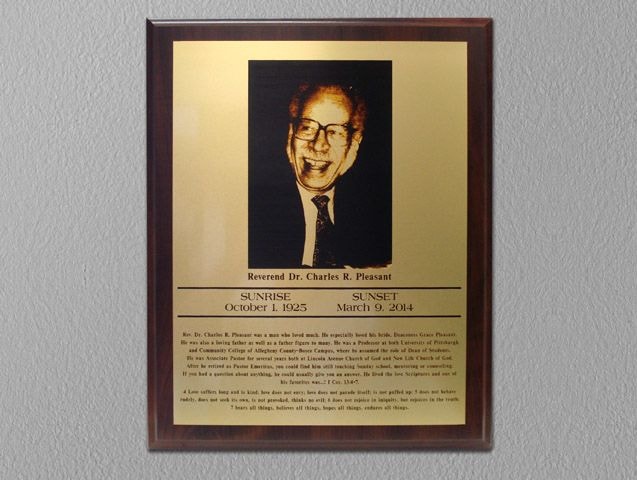 Reverend Dr. Charles R. Pleasant
SUNRISE SUNSET
October 1, 1925 March 9, 2014
Rev. Dr. Charles R. Pleasant was a man who loved much. He especially loved his bride, Deaconess Grace Pleasant.
He was also a loving father as well as a father figure to many. He was a Professor at both University of Pittsburgh
and Community College of Allegheny County-Boyce Campus, where he assumed the role of Dean of Students.
He was Associate Pastor for several years both at Lincoln Avenue Church of God and New Life Church of God.
After he retired as Pastor Emeritus, you could find him still teaching Sunday school, mentoring or counseling.
If you had a question about anything, he could usually give you an answer. He lived the love Scriptures and one of
his favorites was..! I Cor. 13:4-7.
4 Love suffers long and is kind; love does not envy; love does not parade itself; is not puffed up; 5 does not behave
rudely, does not seek its own, is not provoked, thinks no evil; 6 does not rejoice in iniquity, but rejoices in the truth;
7 bears all things, believes all things, hopes all things, endures all things.